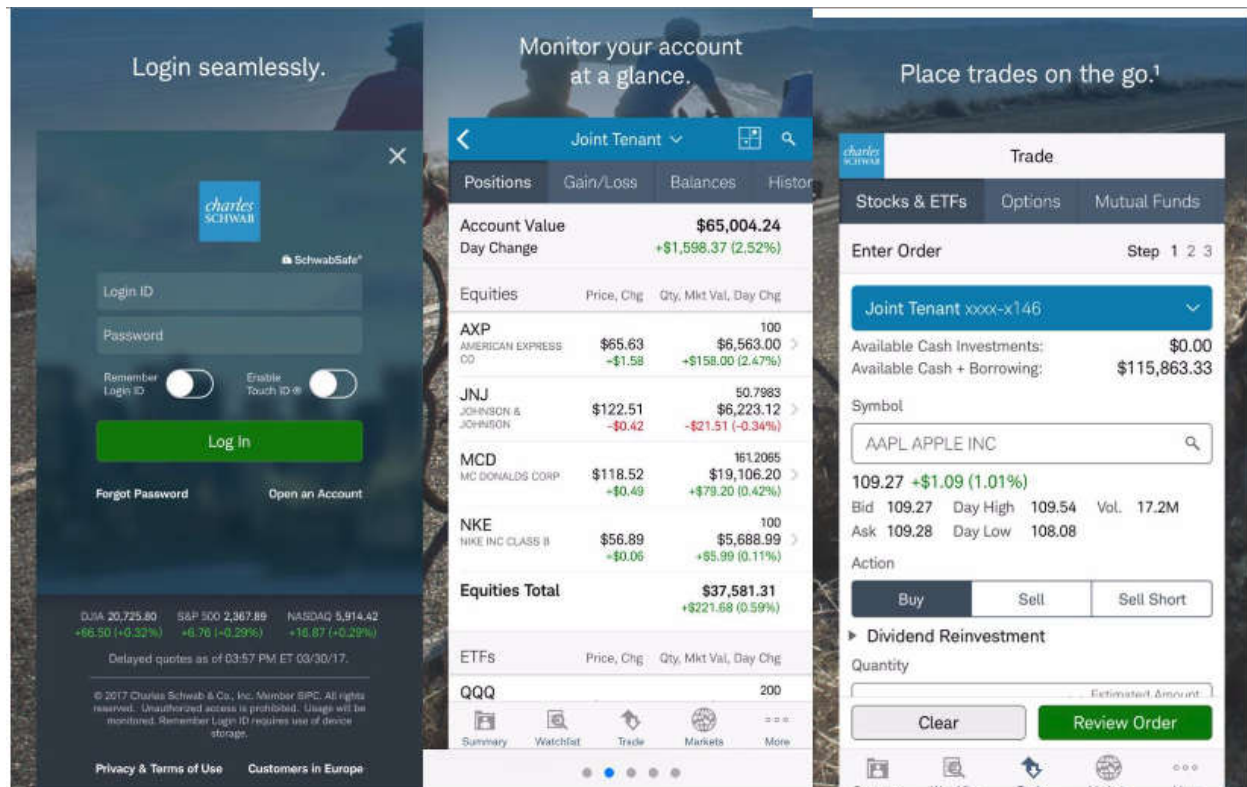 Login seamlessly.
charles
SCHWAB
SchwabSafe®
Login ID
Password
Remember
Login ID
Enable
Touch ID ®
Log In
Forgot Password
Open an Account
DJIA 20,725.80 S&P 500 2,367.89 NASDAQ 5,914.42
+66.50 (+0.32%) +6.76 (+0.29%) +16.87 (+0.29%)
Delayed quotes as of 03:57 PM ET 03/30/17.
© 2017 Charles Schwab & Co., Inc. Member SIPC. All rights
reserved. Unauthorized access is prohibited. Usage will be
monitored. Remember Login ID requires use of device
storage.
Privacy & Terms of Use Customers in Europe
Monitor your account
at a glance.
Joint Tenant
Positions Gain/Loss Balances Histor
Account Value $65,004.24
Day Change +$1,598.37 (2.52%)
Equities Price, Chg Qty, Mkt Val, Day Chg
AXP 100
AMERICAN EXPRESS
CO
$65.63 $6,563.00
+$1.58 +$158.00 (2.47%)
JNJ 50.7983
JOHNSON &
JOHNSON
$122.51 $6,223.12
-$0.42 -$21.51 (-0.34%)
MCD 161.2065
MC DONALDS CORP $118.52 $19,106.20
+$0.49 +$79.20 (0.42%)
NKE 100
NIKE INC CLASS B $56.89 $5,688.99
+$0.06 +$5.99 (0.11%)
Equities Total $37,581.31
+$221.68 (0.59%)
ETFs Price, Chg Qty, Mkt Val, Day Chg
QQQ 200
Summary Watchlist Trade Markets More
Place trades on the go.¹
charles
SCHWAB
Trade
Stocks & ETFs Options Mutual Funds
Enter Order Step 1 2 3
Joint Tenant xxxx-x146
Available Cash Investments: $0.00
Available Cash + Borrowing: $115,863.33
Symbol
AAPL APPLE INC
109.27 +$1.09 (1.01%)
Bid 109.27 Day High 109.54 Vol. 17.2M
Ask 109.28 Day Low 108.08
Action
Buy Sell Sell Short
Dividend Reinvestment
Quantity
Estimated Amount
Clear Review Order